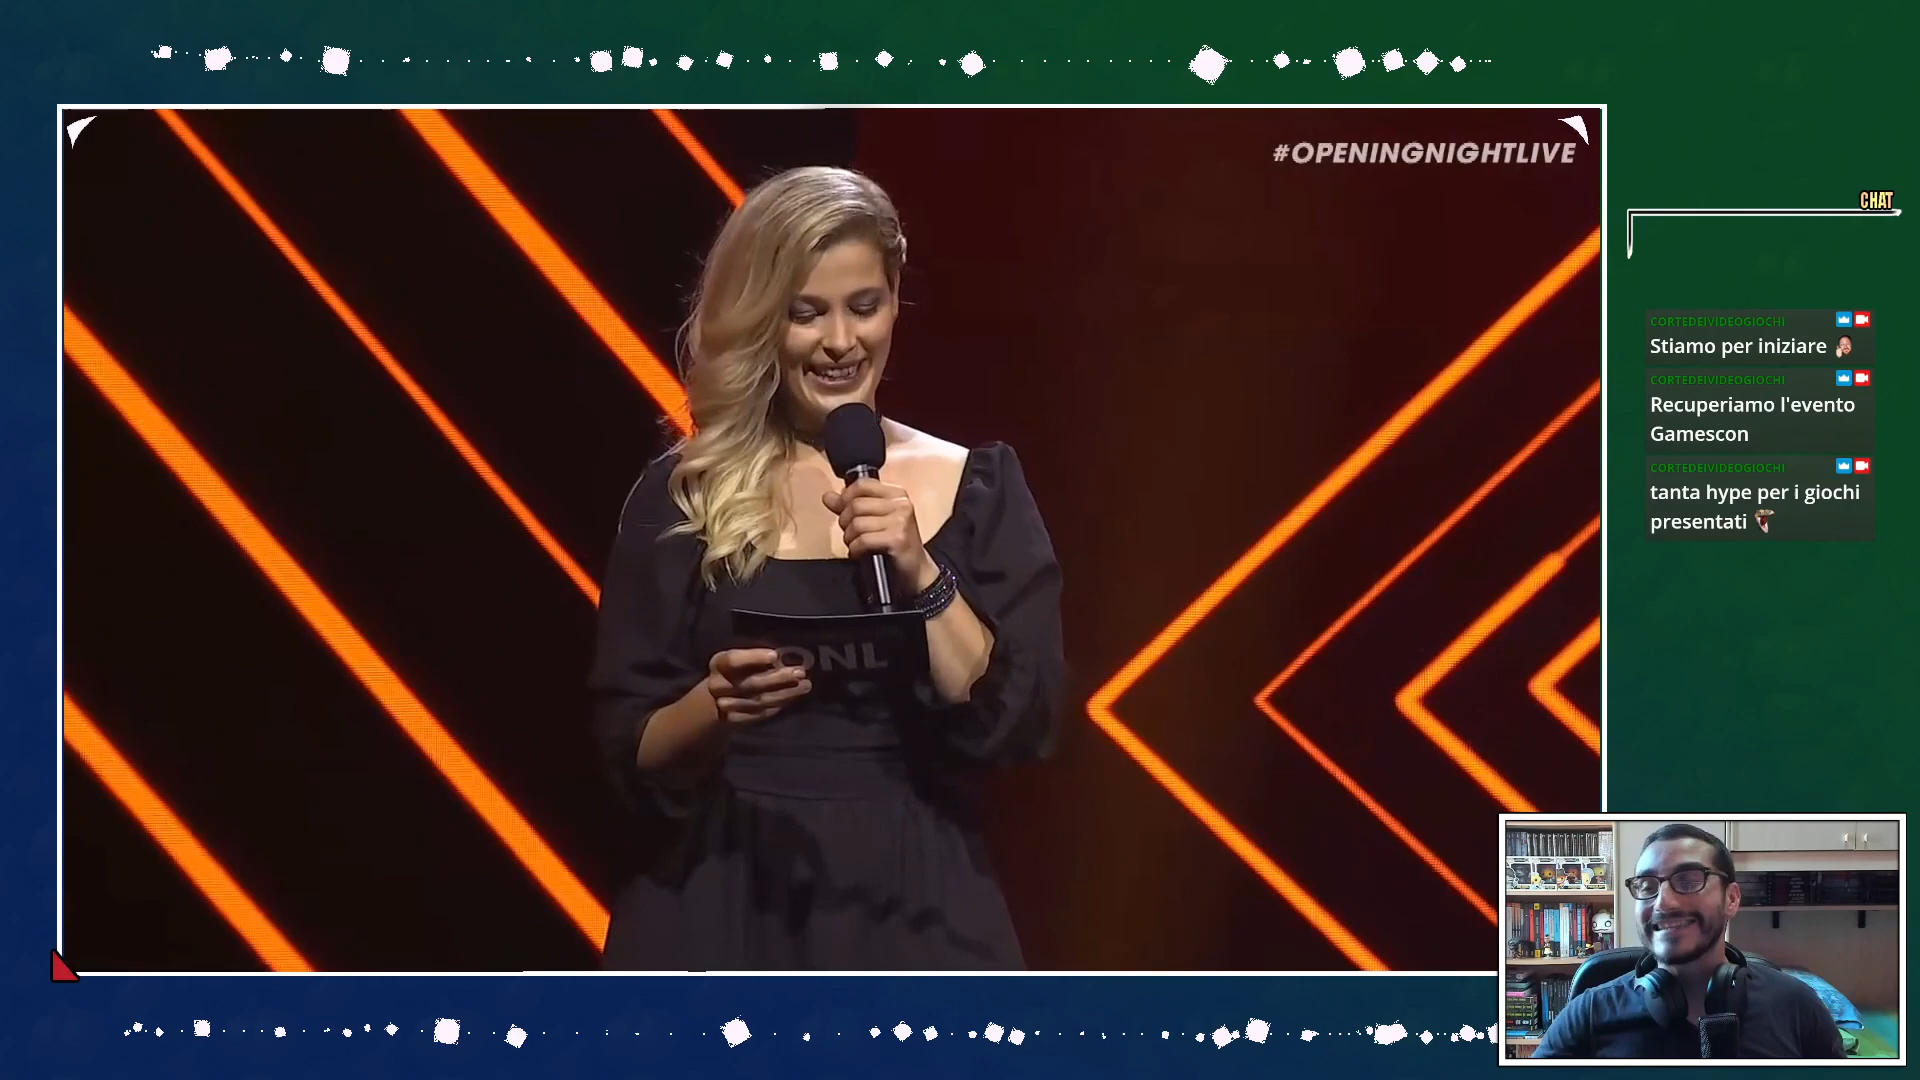 #OPENINGNIGHTLIVE
CHAT
CORTEDEIVIDEOGIOCHI
Stiamo per iniziare
CORTEDEIVIDEOGIOCHI
Recuperiamo l'evento
Gamescon
CORTEDEIVIDEOGIOCHI
tanta hype per i giochi
presentati
ONL